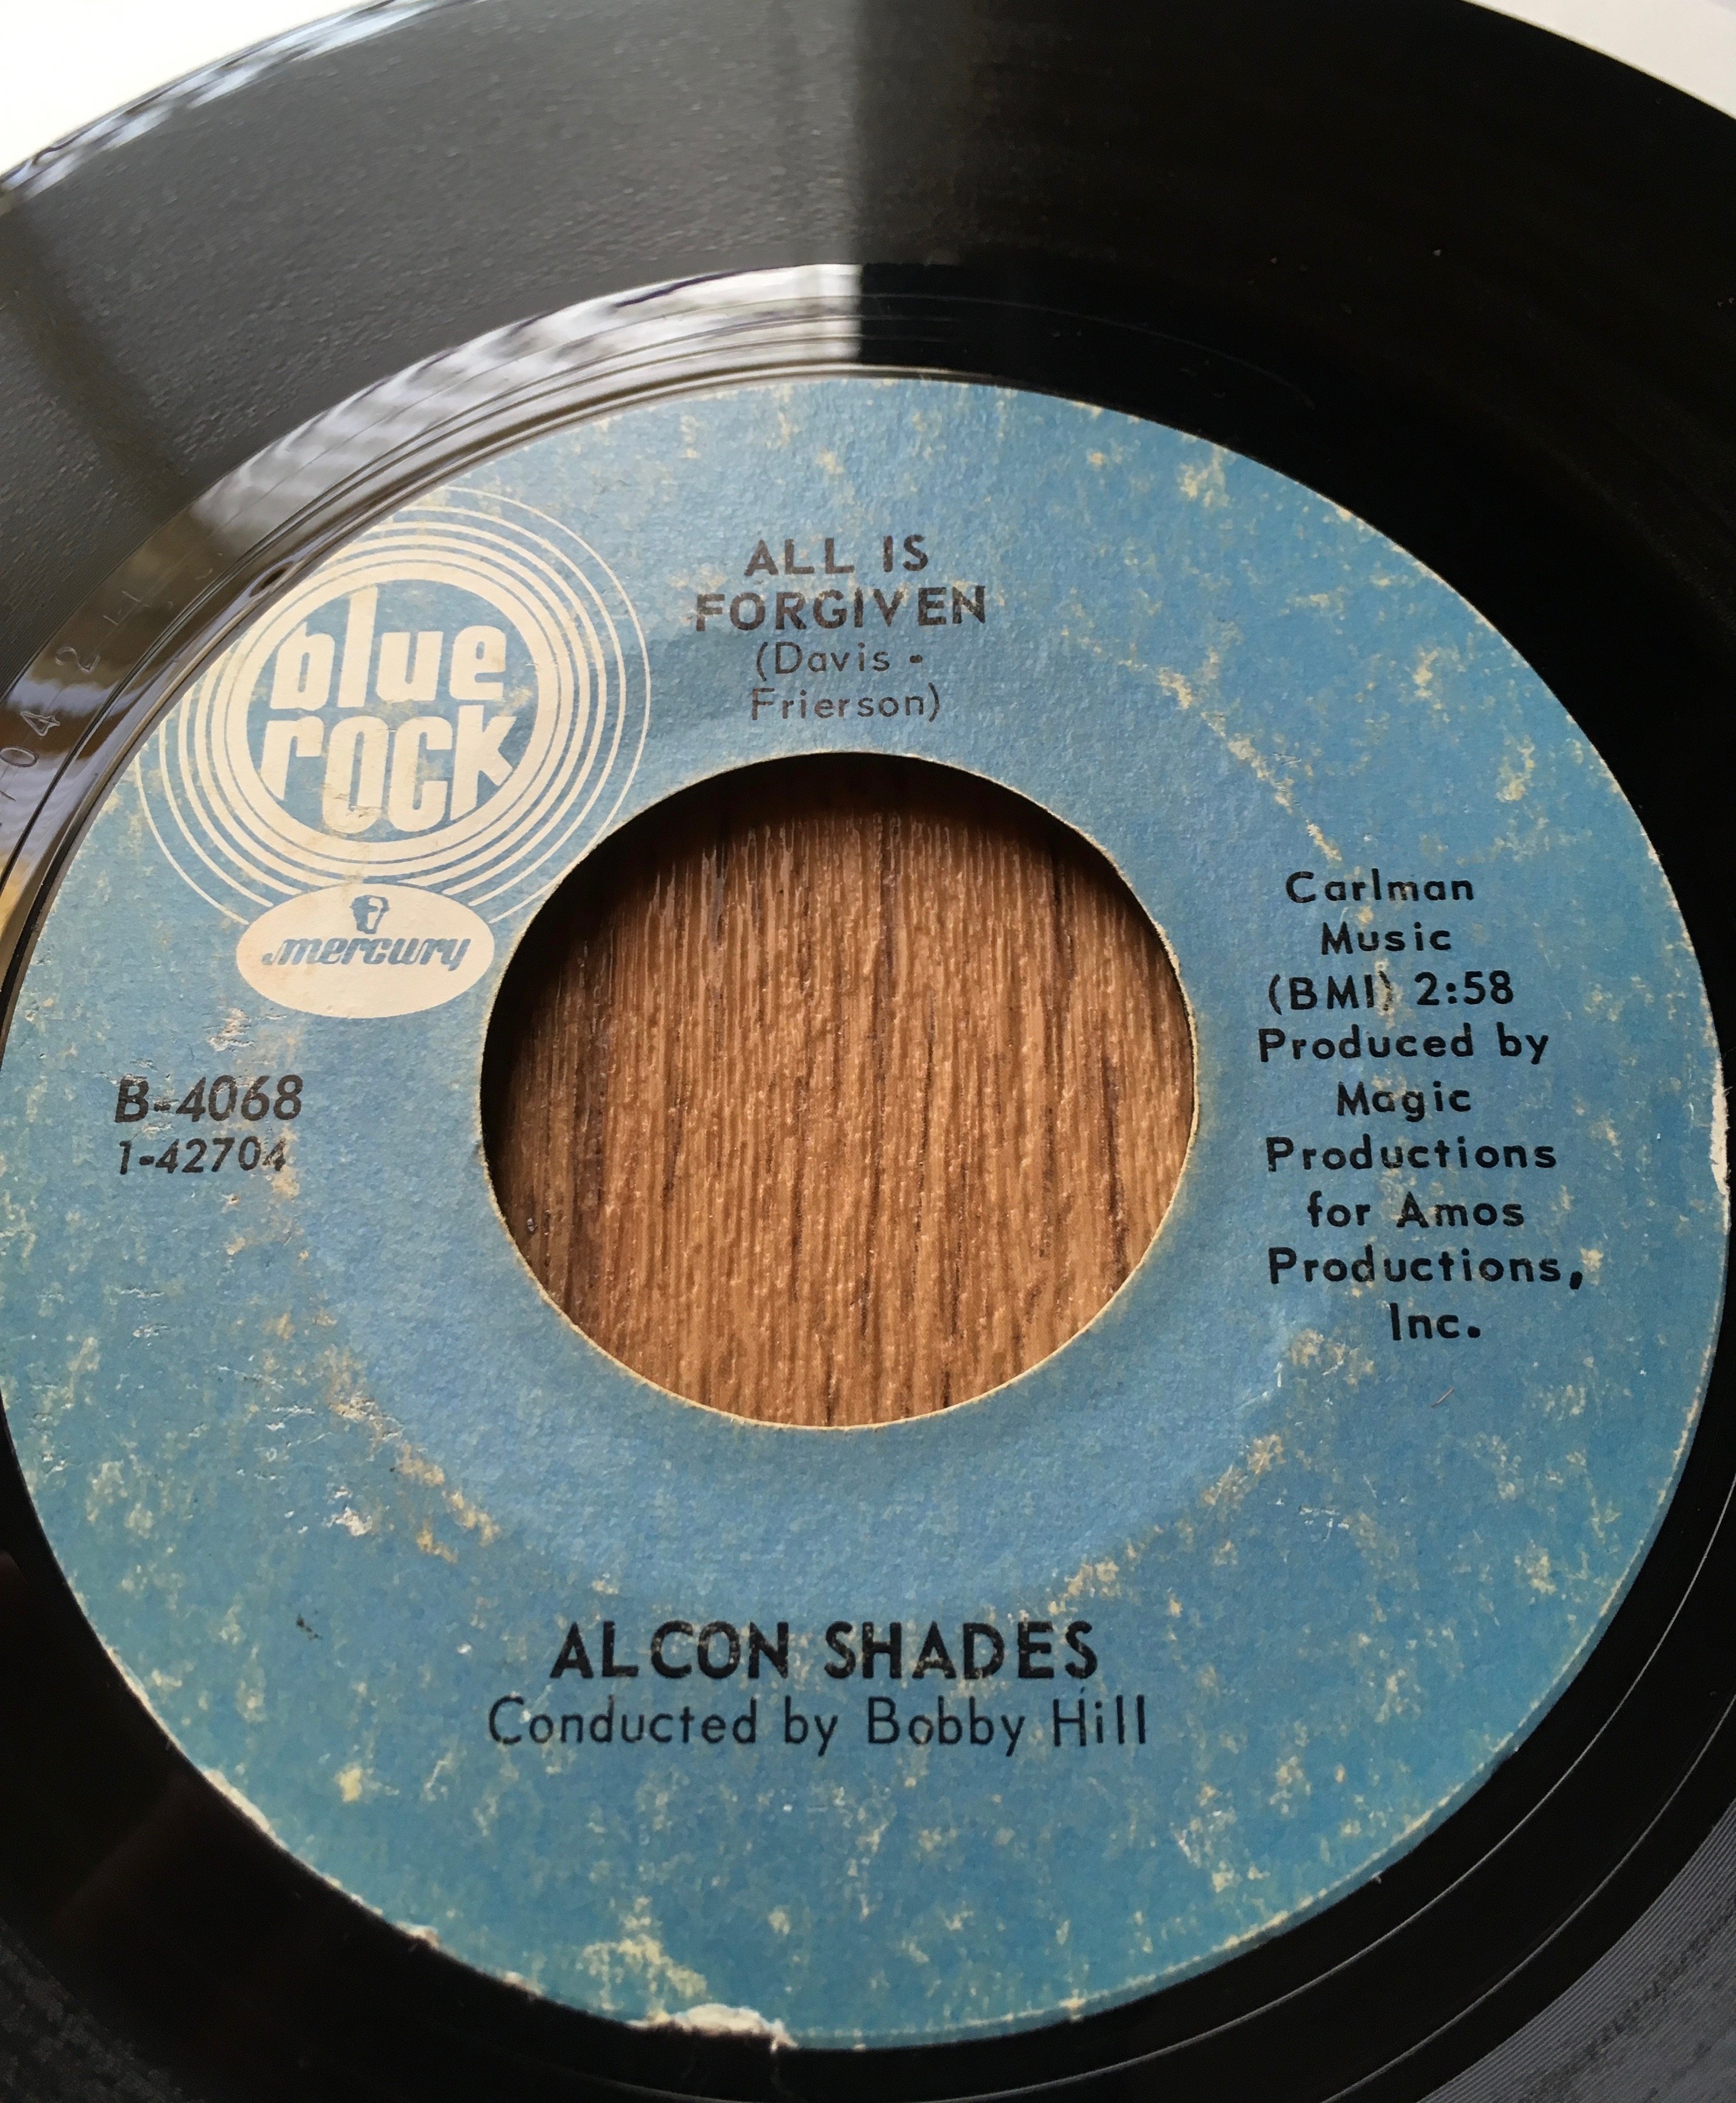 blue
rock
mercury
ALL IS
FORGIVEN
(Davis -
Frierson)
B-4068
1-42704
Carlman
Music
(BMI) 2:58
Produced by
Magic
Productions
for Amos
Productions,
Inc.
ALCON SHADES
Conducted by Bobby Hill